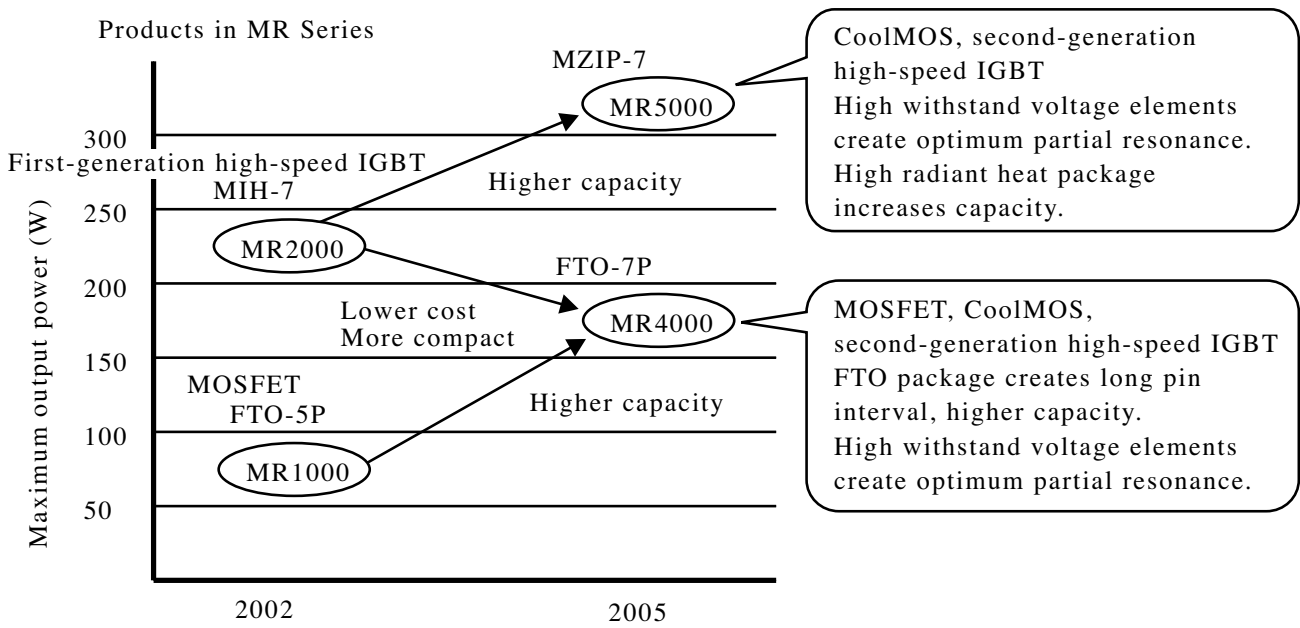 Products in MR Series
Maximum output power (W)
300
250
200
150
100
50
First-generation high-speed IGBT
MIH-7
MR2000
MOSFET
FTO-5P
MR1000
MZIP-7
MR5000
Higher capacity
FTO-7P
MR4000
Lower cost
More compact
Higher capacity
2002
2005
CoolMOS, second-generation
high-speed IGBT
High withstand voltage elements
create optimum partial resonance.
High radiant heat package
increases capacity.
MOSFET, CoolMOS,
second-generation high-speed IGBT
FTO package creates long pin
interval, higher capacity.
High withstand voltage elements
create optimum partial resonance.